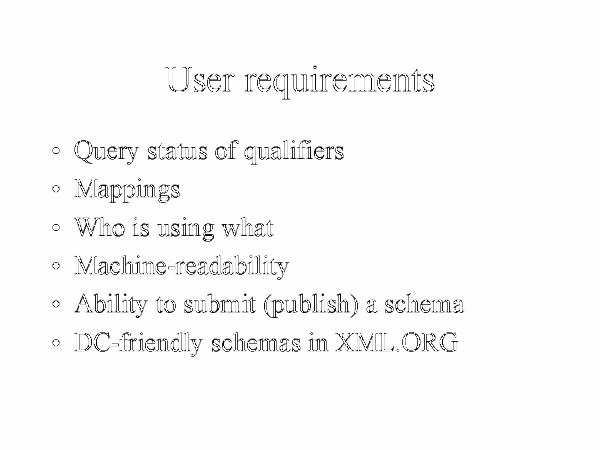 User requirements
• Query status of qualifiers
• Mappings
• Who is using what
• Machine-readability
• Ability to submit (publish) a schema
• DC-friendly schemas in XML.ORG